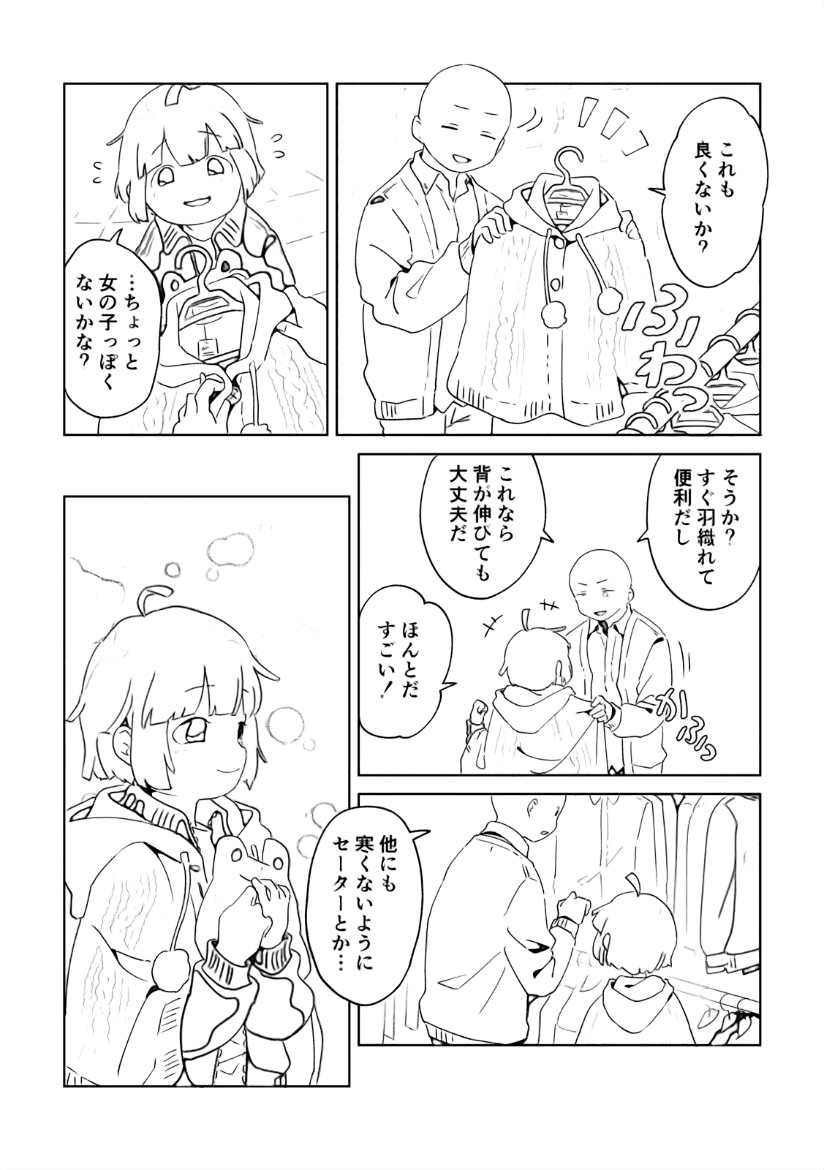 これも
良くないか?
ふわっ
…ちょっと
女の子っぽく
ないかな?
そうか?
すぐ羽織れて
便利だし
これなら
背が伸びても
大丈夫だ
ほんとだ
すごい!
かふっ
他にも
寒くないように
セーターとか…